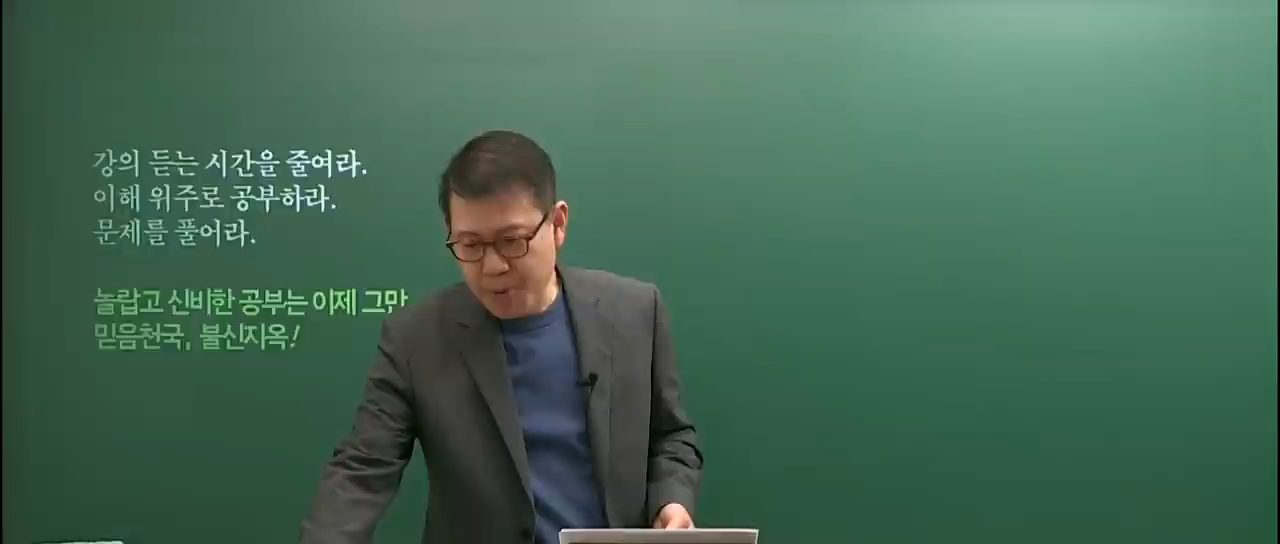 강의 듣는 시간을 줄여라.
이해 위주로 공부하라.
문제를 풀어라.
놀랍고 신비한 공부는 이제 그만,
믿음천국, 불신지옥!